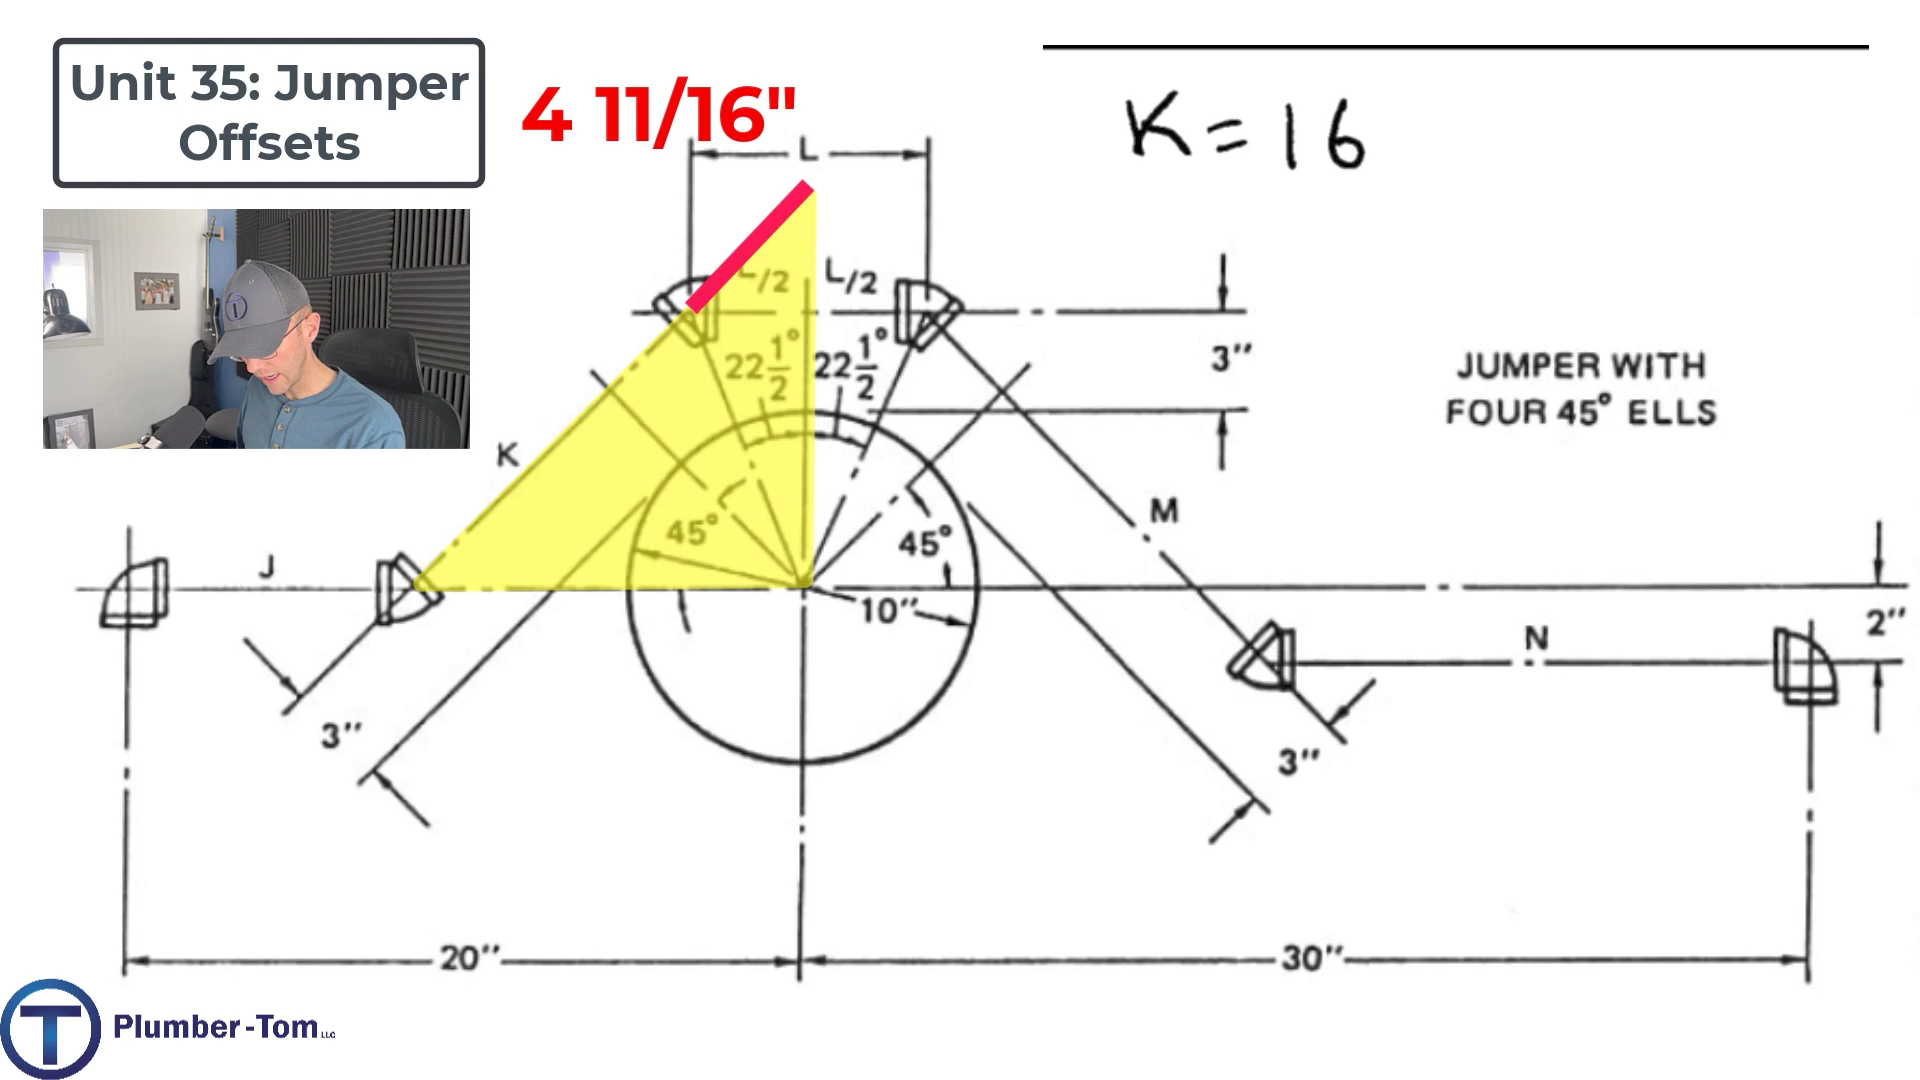 Unit 35: Jumper
Offsets
4 11/16"
K = 16
L
L/2
L/2
22 1/2°
22 1/2°
3"
JUMPER WITH
FOUR 45° ELLS
K
M
45°
45°
J
10"
2"
N
3"
3"
20"
30"
T
Plumber-Tom LLC